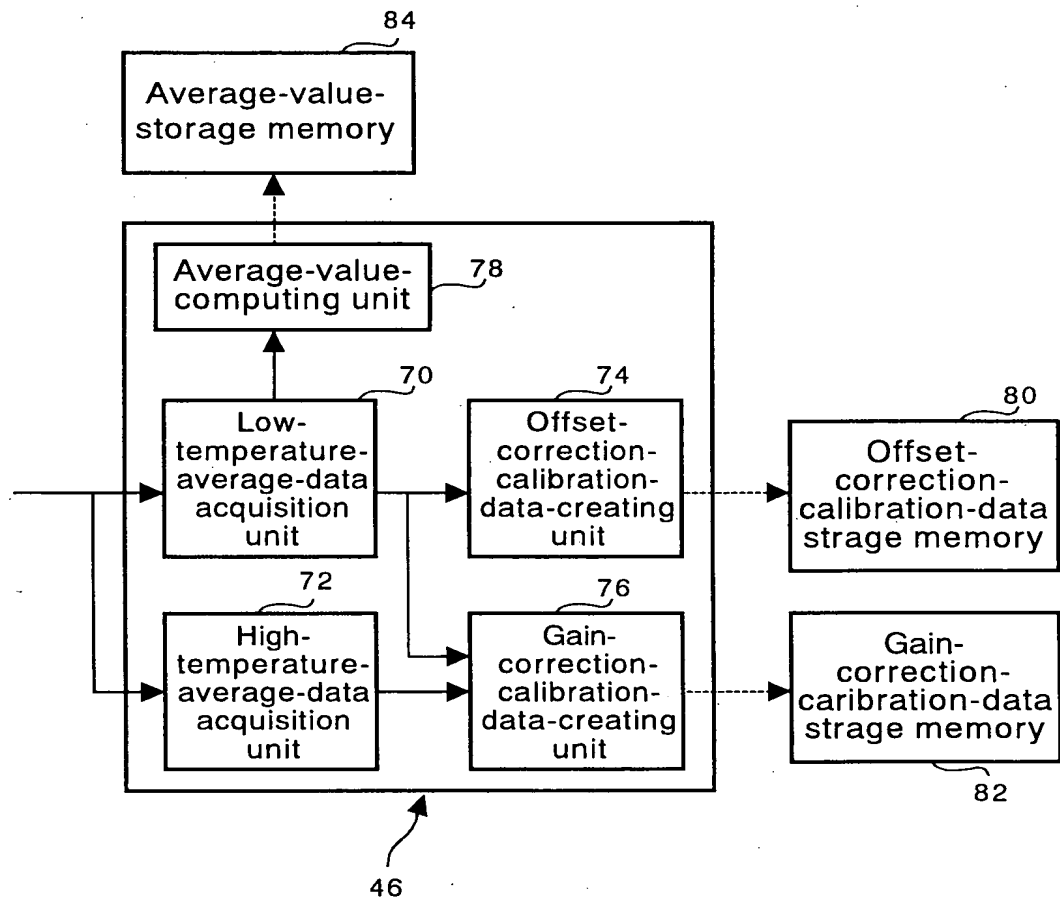 84
Average-value-
storage memory
Average-value-
computing unit
78
70
Low-
temperature-
average-data
acquisition
unit
74
Offset-
correction-
calibration-
data-creating
unit
80
Offset-
correction-
calibration-data
strage memory
72
High-
temperature-
average-data
acquisition
unit
76
Gain-
correction-
calibration-
data-creating
unit
Gain-
correction-
caribration-data
strage memory
82
46